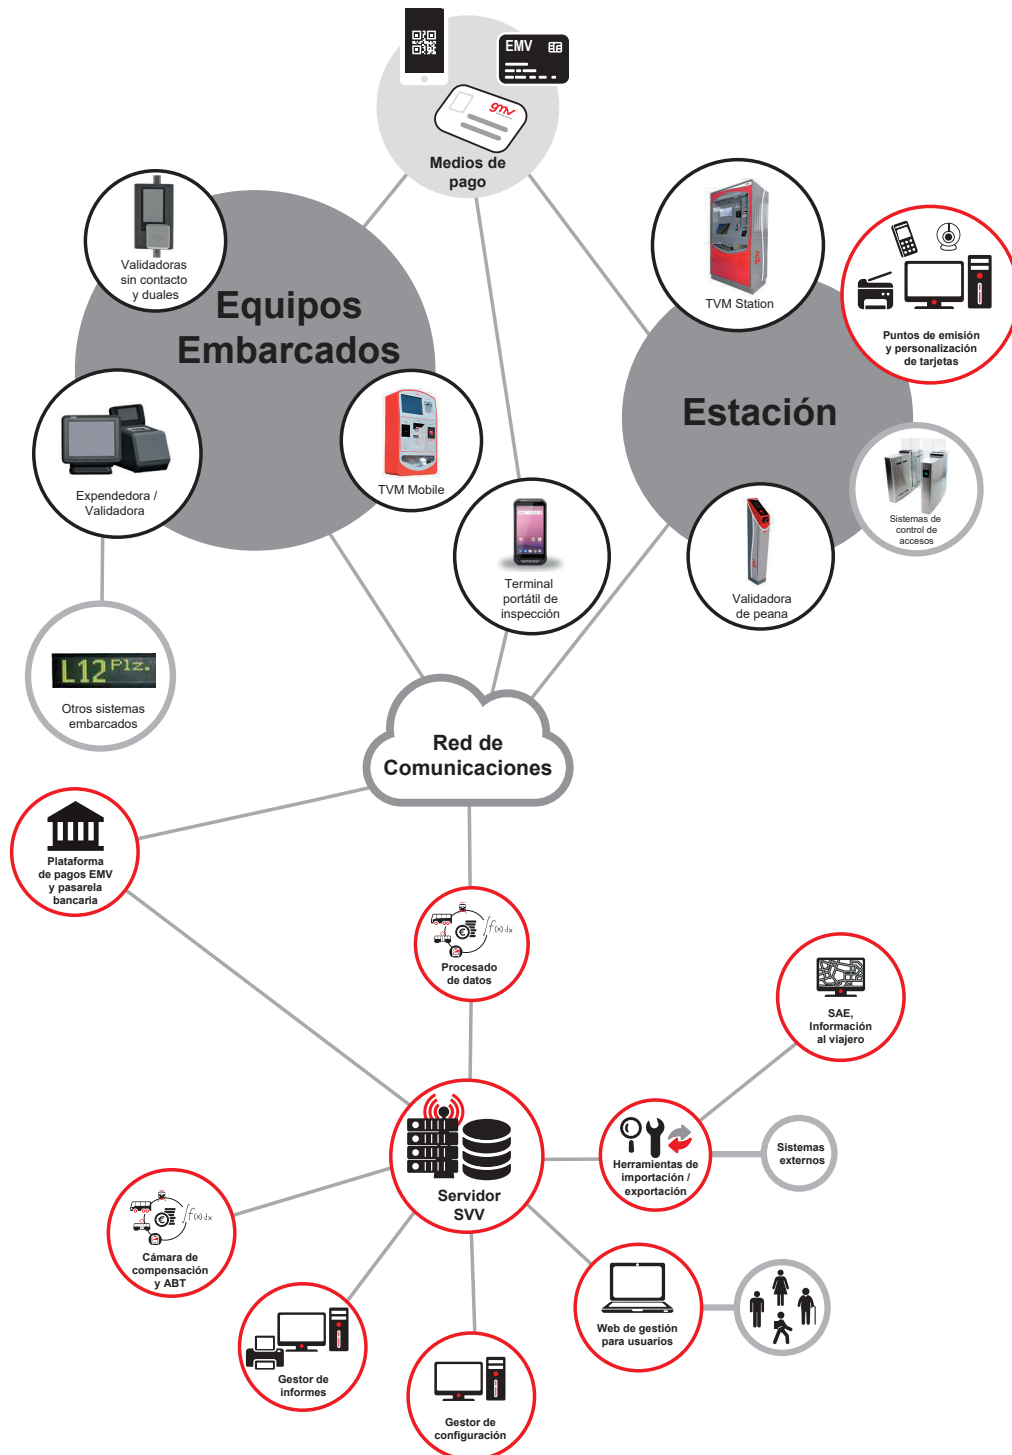 EMV
gmv
Medios de
pago
Validadoras
sin contacto
y duales
Equipos
Embarcados
TVM Station
Puntos de emisión
y personalización
de tarjetas
Estación
Expendedora /
Validadora
TVM Mobile
Sistemas de
control de
accesos
Terminal
portátil de
inspección
Validadora
de peana
L12 Plz.
Otros sistemas
embarcados
Red de
Comunicaciones
Plataforma
de pagos EMV
y pasarela
bancaria
€ ∫f(x)dx
Procesado
de datos
SAE,
Información
al viajero
Servidor
SVV
Herramientas de
importación /
exportación
Sistemas
externos
€ ∫f(x)dx
Cámara de
compensación
y ABT
Web de gestión
para usuarios
Gestor de
informes
Gestor de
configuración